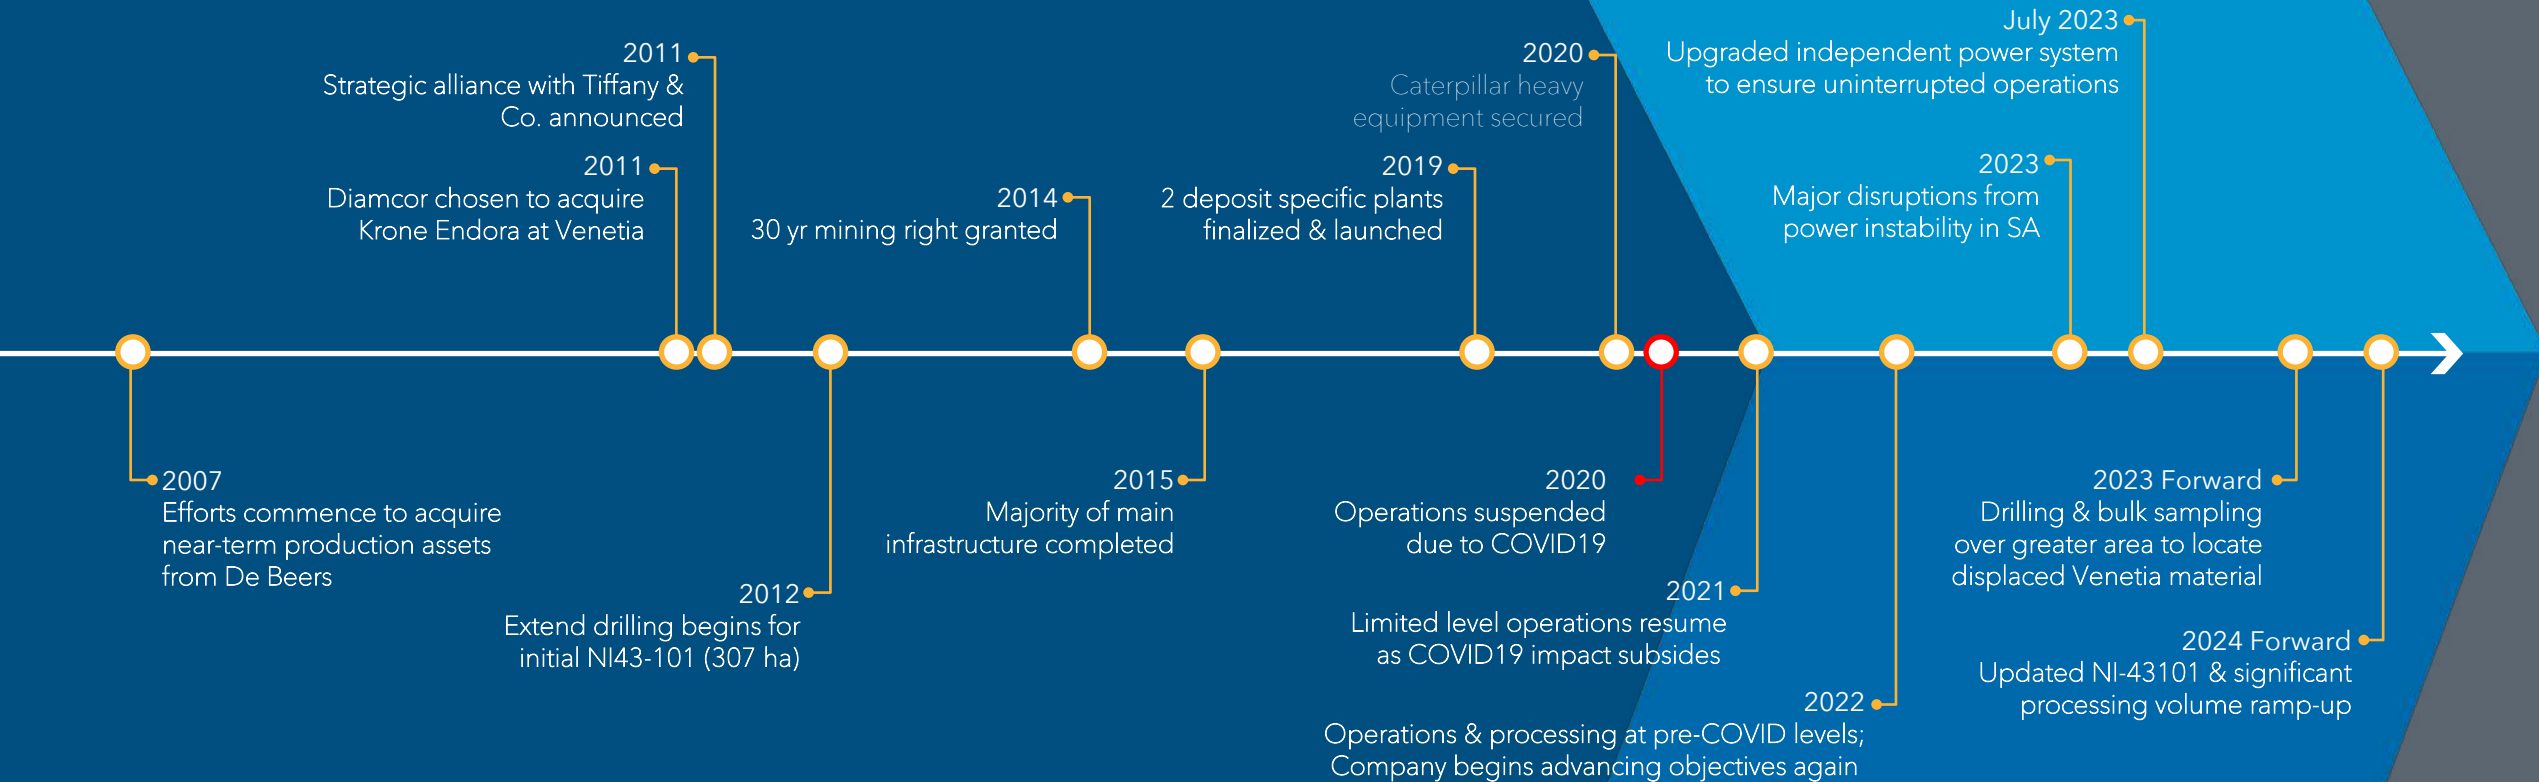 2007
Efforts commence to acquire
near-term production assets
from De Beers
2011
Diamcor chosen to acquire
Krone Endora at Venetia
2011
Strategic alliance with Tiffany &
Co. announced
2012
Extend drilling begins for
initial NI43-101 (307 ha)
2014
30 yr mining right granted
2015
Majority of main
infrastructure completed
2019
2 deposit specific plants
finalized & launched
2020
Caterpillar heavy
equipment secured
2020
Operations suspended
due to COVID19
2021
Limited level operations resume
as COVID19 impact subsides
2022
Operations & processing at pre-COVID levels;
Company begins advancing objectives again
2023
Major disruptions from
power instability in SA
July 2023
Upgraded independent power system
to ensure uninterrupted operations
2023 Forward
Drilling & bulk sampling
over greater area to locate
displaced Venetia material
2024 Forward
Updated NI-43101 & significant
processing volume ramp-up